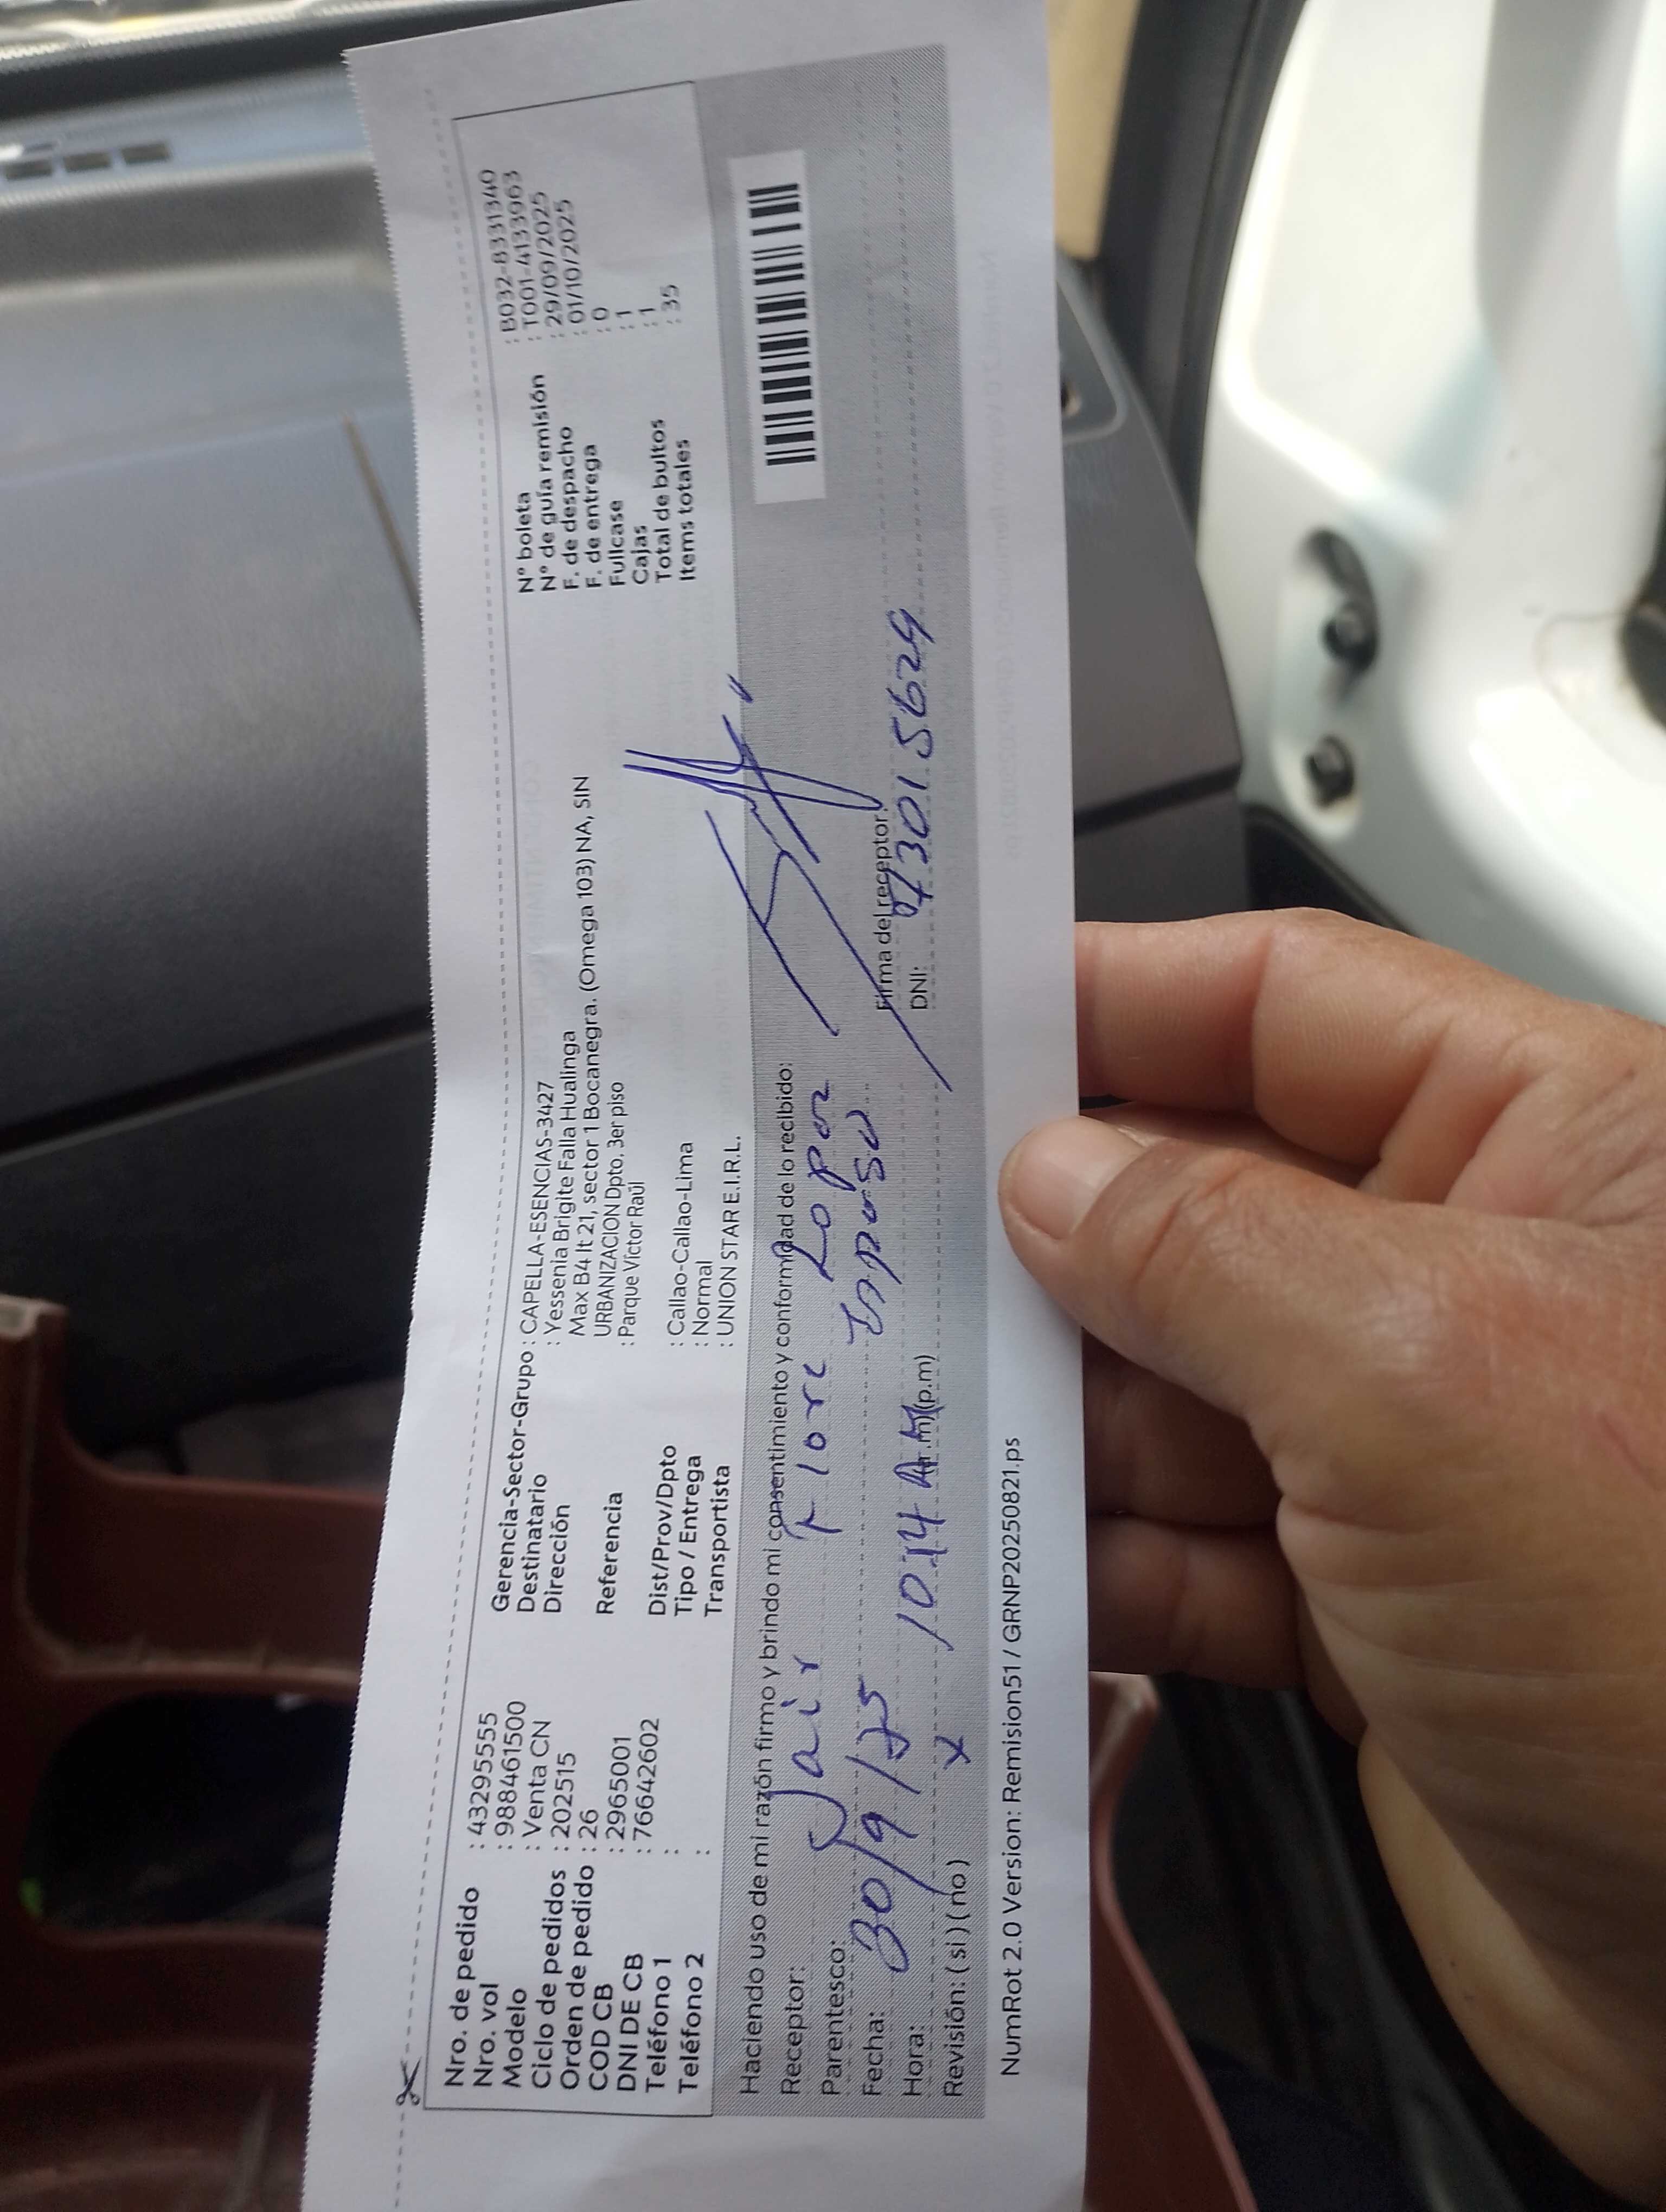 Nro. de pedido : 43295555
Nro. vol : 988461500
Modelo : Venta CN
Ciclo de pedidos : 202515
Orden de pedido : 26
COD CB : 2965001
DNI DE CB : 76642602
Teléfono 1 :
Teléfono 2 :
Gerencia-Sector-Grupo : CAPELLA-ESENCIAS-3427
Destinatario : Yessenia Brigite Falla Hualinga
Dirección Max B4 lt 21, sector 1 Bocanegra. (Omega 103) NA, SIN
URBANIZACION Dpto. 3er piso
Referencia : Parque Víctor Raúl
Dist/Prov/Dpto : Callao-Callao-Lima
Tipo / Entrega : Normal
Transportista : UNION STAR E.I.R.L.
N° boleta : B032-8331340
N° de guía remisión : T001-4133963
F. de despacho : 29/09/2025
F. de entrega : 01/10/2025
Fullcase : 0
Cajas : 1
Total de bultos : 1
Items totales : 35
Haciendo uso de mi razón firmo y brindo mi consentimiento y conformidad de lo recibido:
Receptor: Jair Flore Lopez
Parentesco:
Fecha: 30/9/25
Hora: 10:14 AM (a.m) (p.m)
Revisión: (si) (no) x
Firma del receptor:
DNI: 73015629
NumRot 2.0 Version: Remision51 / GRNP20250821.ps